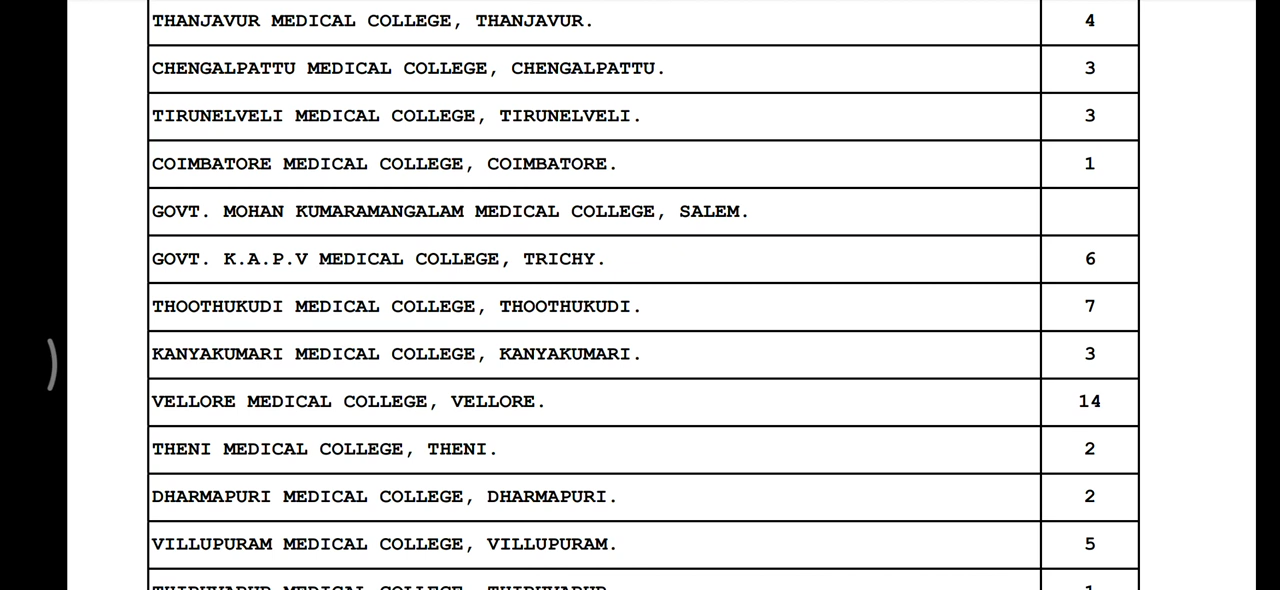 THANJAVUR MEDICAL COLLEGE, THANJAVUR. 4
CHENGALPATTU MEDICAL COLLEGE, CHENGALPATTU. 3
TIRUNELVELI MEDICAL COLLEGE, TIRUNELVELI. 3
COIMBATORE MEDICAL COLLEGE, COIMBATORE. 1
GOVT. MOHAN KUMARAMANGALAM MEDICAL COLLEGE, SALEM.
GOVT. K.A.P.V MEDICAL COLLEGE, TRICHY. 6
THOOTHUKUDI MEDICAL COLLEGE, THOOTHUKUDI. 7
KANYAKUMARI MEDICAL COLLEGE, KANYAKUMARI. 3
VELLORE MEDICAL COLLEGE, VELLORE. 14
THENI MEDICAL COLLEGE, THENI. 2
DHARMAPURI MEDICAL COLLEGE, DHARMAPURI. 2
VILLUPURAM MEDICAL COLLEGE, VILLUPURAM. 5
MEDICAL COLLEGE, 1